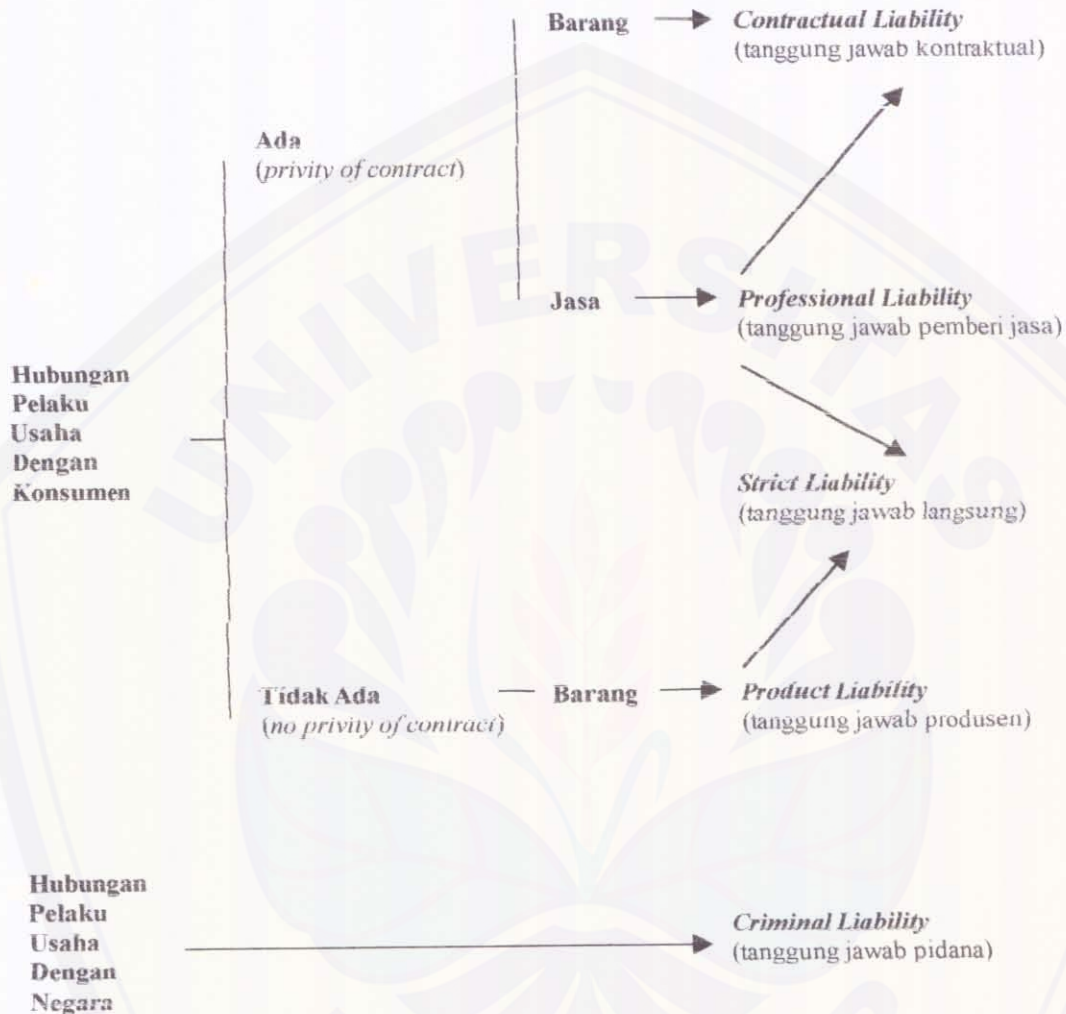 Barang
Contractual Liability
(tanggung jawab kontraktual)
Ada
(privity of contract)
Jasa
Professional Liability
(tanggung jawab pemberi jasa)
Hubungan
Pelaku
Usaha
Dengan
Konsumen
Strict Liability
(tanggung jawab langsung)
Tidak Ada
(no privity of contract)
Barang
Product Liability
(tanggung jawab produsen)
Hubungan
Pelaku
Usaha
Dengan
Negara
Criminal Liability
(tanggung jawab pidana)
UNIVERSITAS